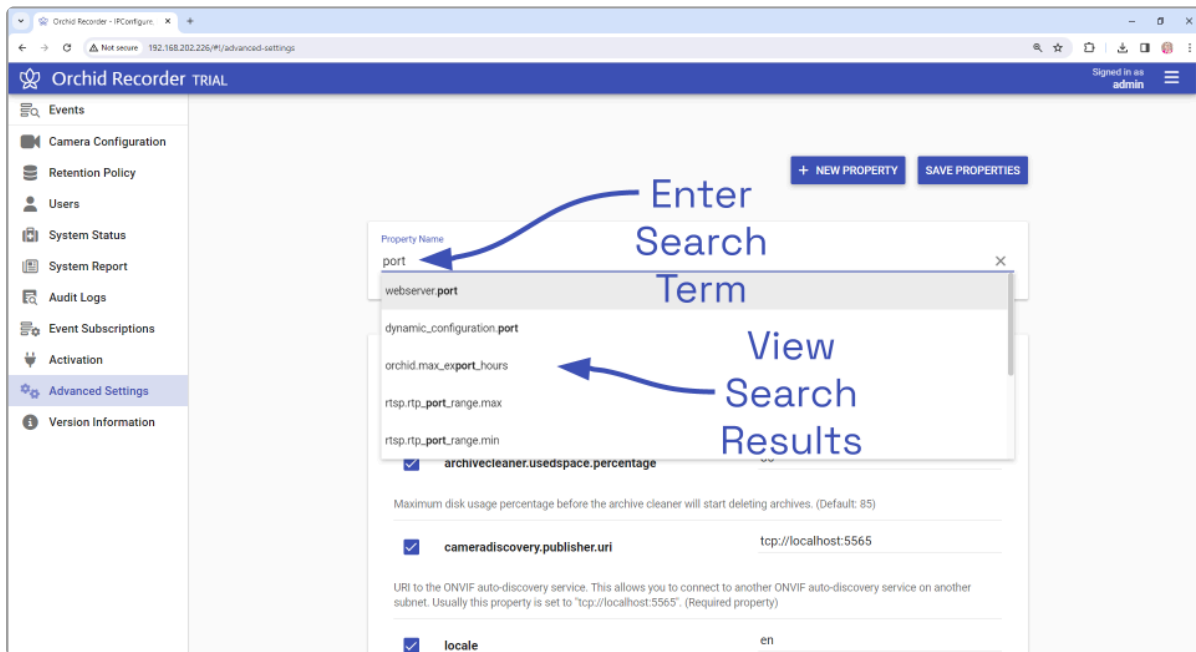 Orchid Recorder - IPConfigure,
Not secure 192.168.202.226/#!/advanced-settings
Orchid Recorder TRIAL
Signed in as
admin
Events
Camera Configuration
Retention Policy
Users
System Status
System Report
Audit Logs
Event Subscriptions
Activation
Advanced Settings
Version Information
+ NEW PROPERTY
SAVE PROPERTIES
Enter
Search
Term
Property Name
port
webserver.port
dynamic_configuration.port
orchid.max_export_hours
rtsp.rtp_port_range.max
rtsp.rtp_port_range.min
View
Search
Results
archivecleaner.usedspace.percentage
Maximum disk usage percentage before the archive cleaner will start deleting archives. (Default: 85)
cameradiscovery.publisher.uri
tcp://localhost:5565
URI to the ONVIF auto-discovery service. This allows you to connect to another ONVIF auto-discovery service on another
subnet. Usually this property is set to "tcp://localhost:5565". (Required property)
locale
en